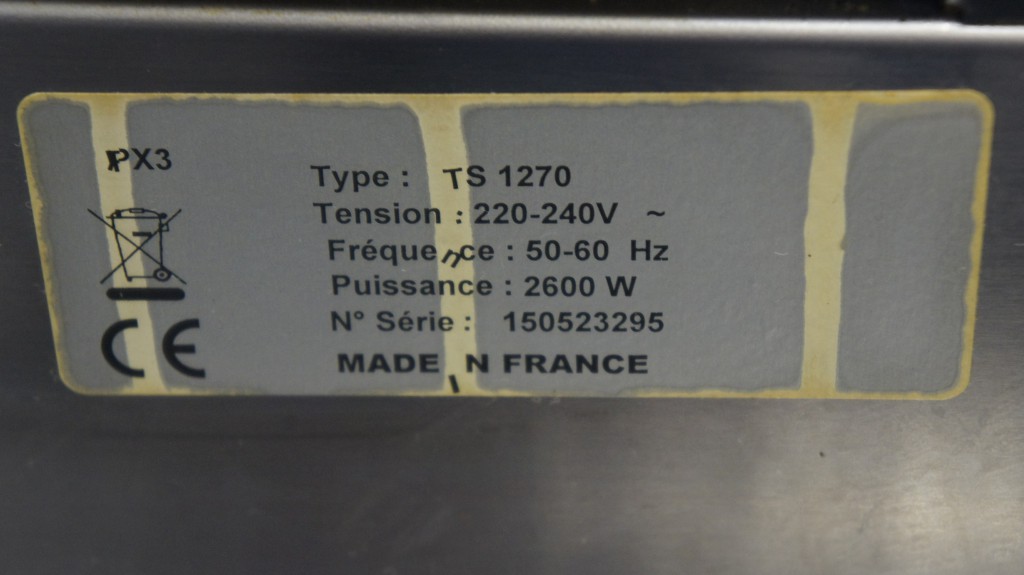 IPX3
Type : TS 1270
Tension : 220-240V ~
Fréquence : 50-60 Hz
Puissance : 2600 W
N° Série : 150523295
MADE IN FRANCE
CE